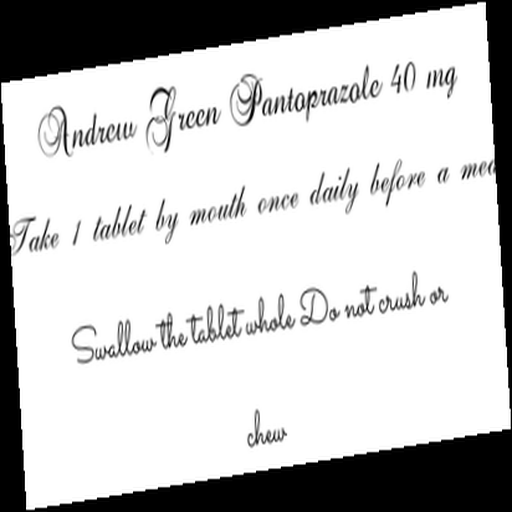 Andrew Green Pantoprazole 40 mg
Take 1 tablet by mouth once daily before a
Swallow the tablet whole Do not crush or
chew